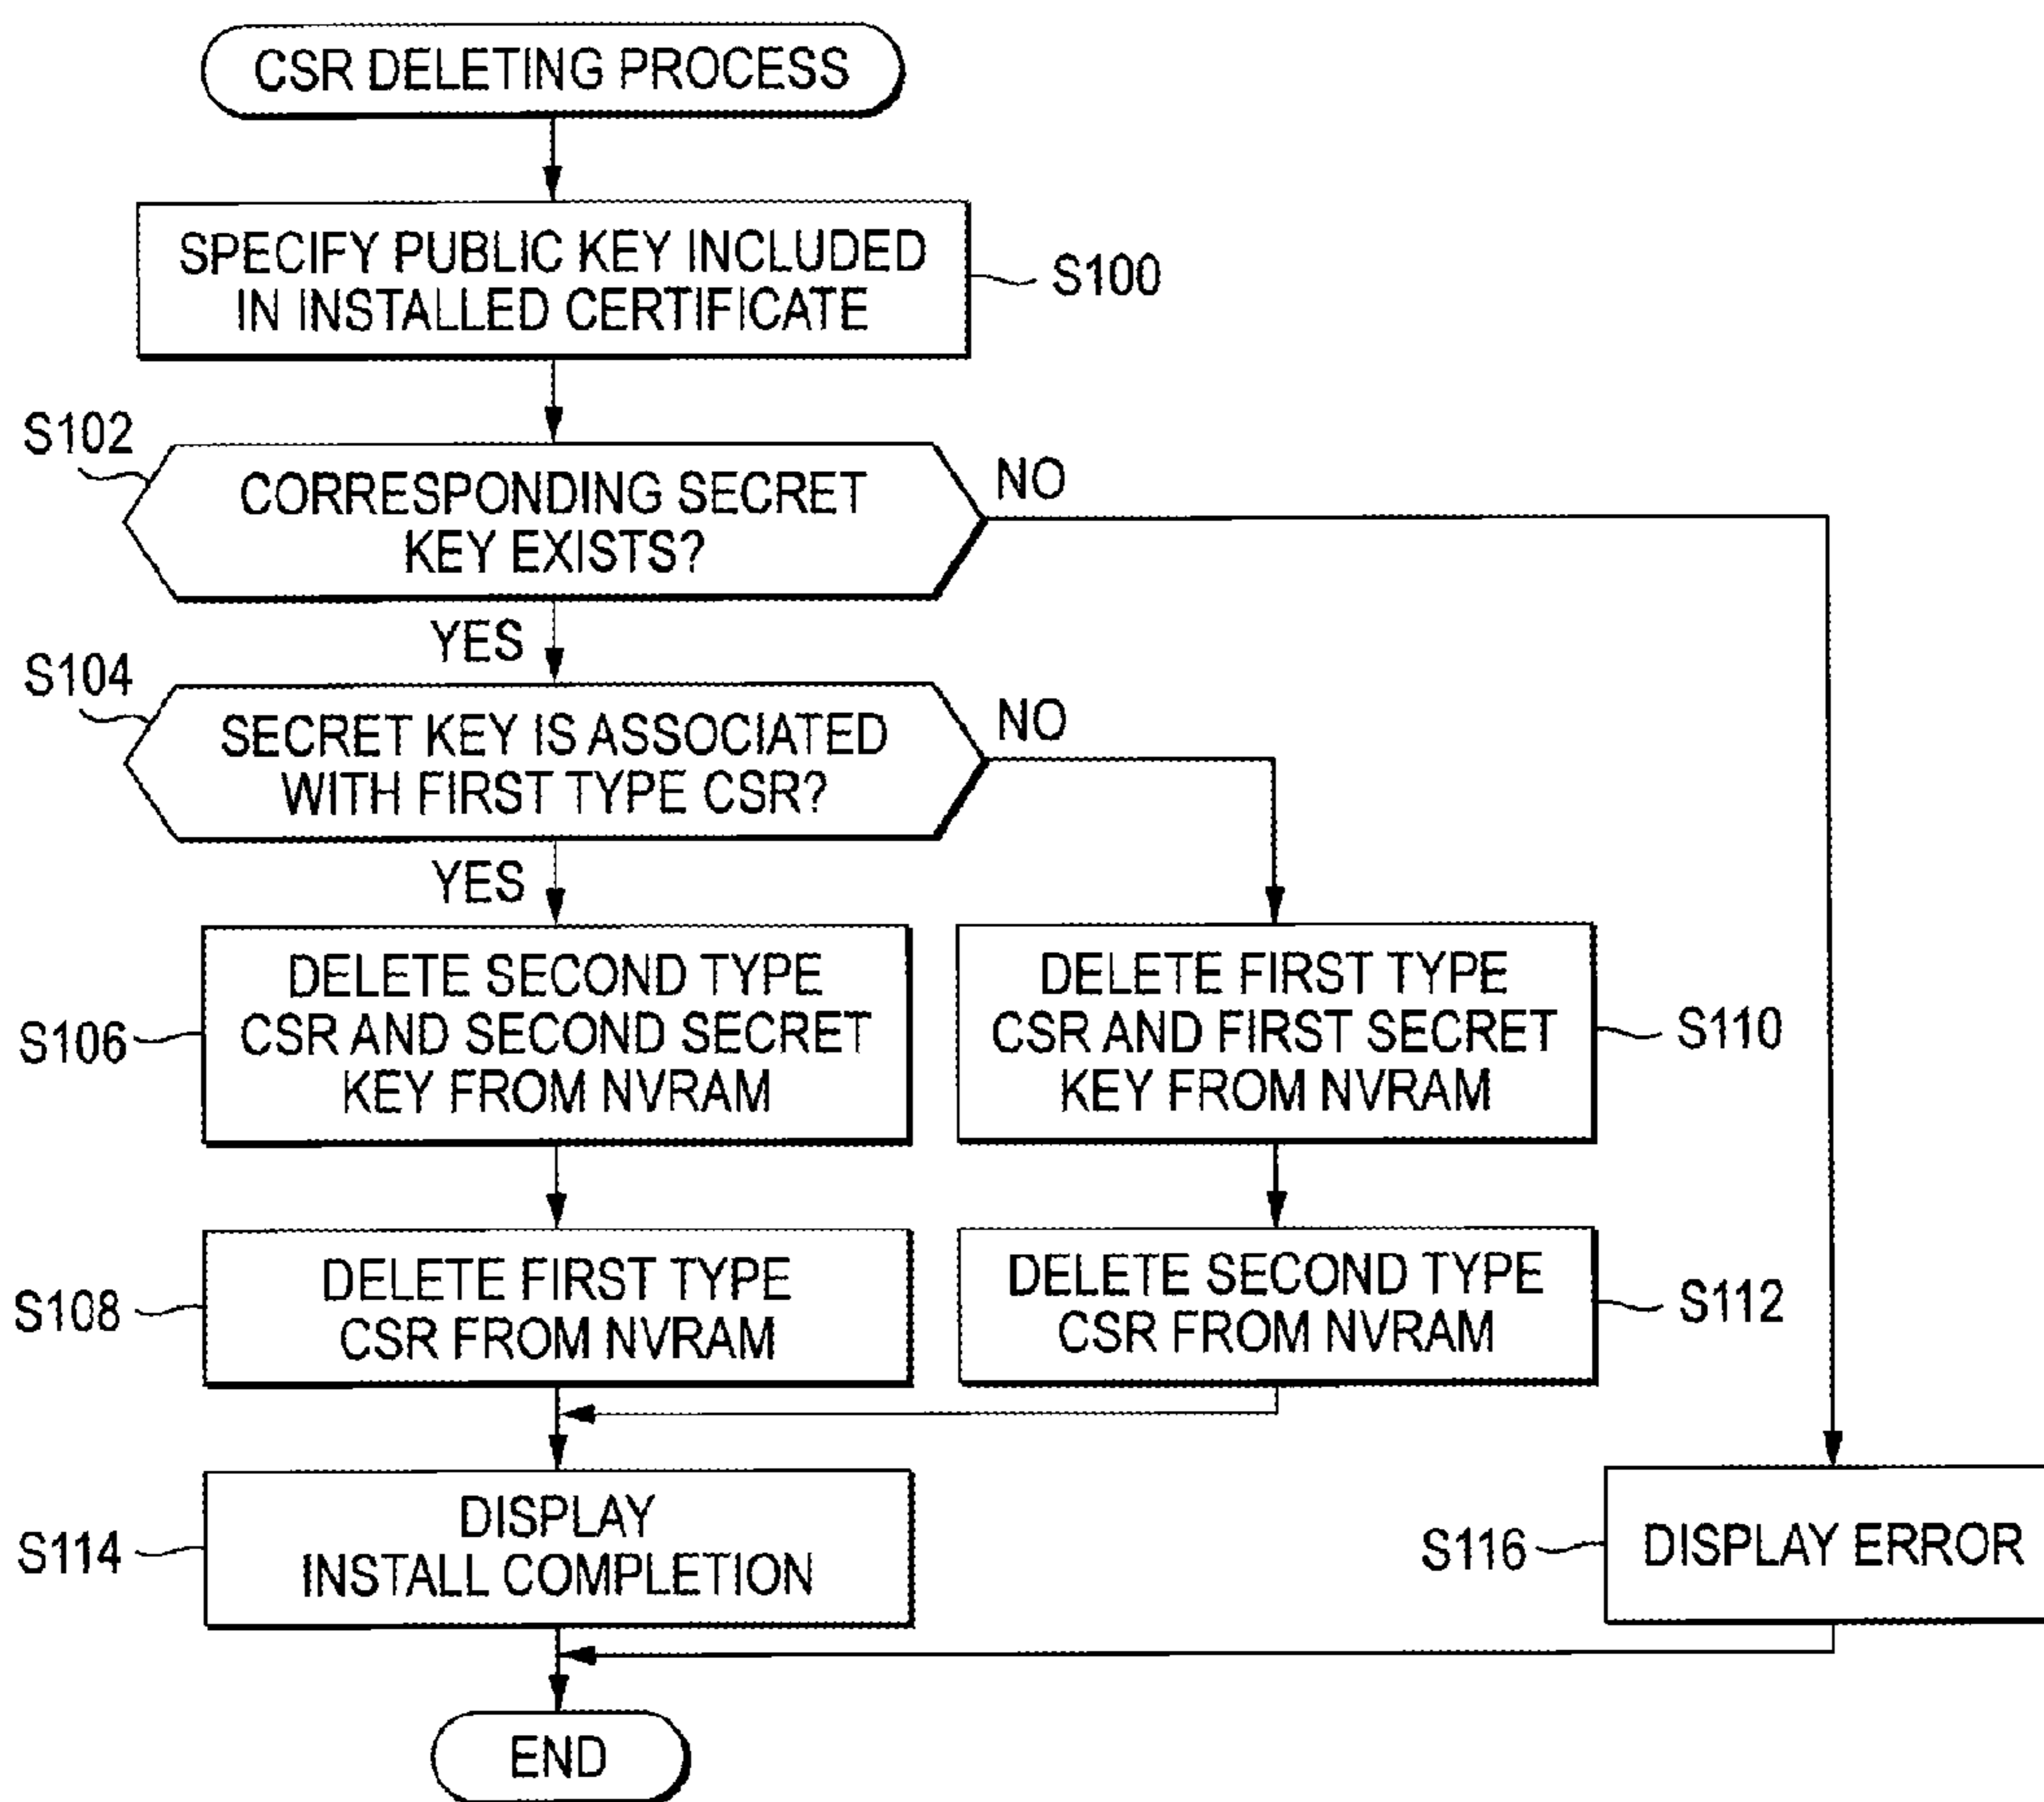 CSR DELETING PROCESS
SPECIFY PUBLIC KEY INCLUDED
IN INSTALLED CERTIFICATE
S100
S102
CORRESPONDING SECRET
KEY EXISTS?
NO
YES
S104
SECRET KEY IS ASSOCIATED
WITH FIRST TYPE CSR?
NO
YES
S106
DELETE SECOND TYPE
CSR AND SECOND SECRET
KEY FROM NVRAM
DELETE FIRST TYPE
CSR AND FIRST SECRET
KEY FROM NVRAM
S110
S108
DELETE FIRST TYPE
CSR FROM NVRAM
DELETE SECOND TYPE
CSR FROM NVRAM
S112
S114
DISPLAY
INSTALL COMPLETION
S116
DISPLAY ERROR
END